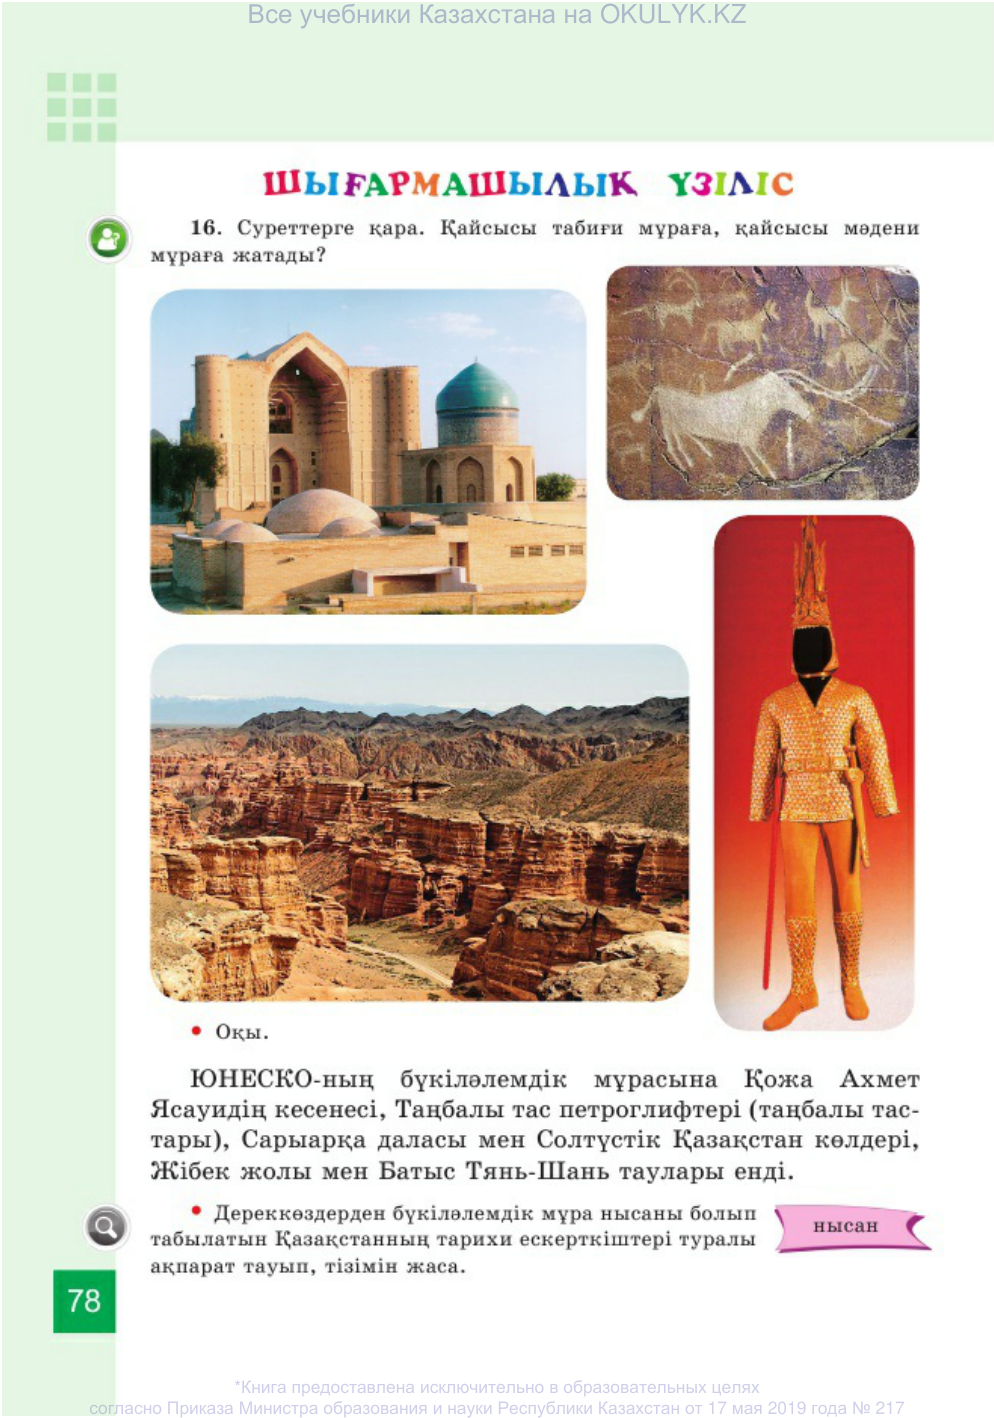 Все учебники Казахстана на OKULYK.KZ
ШЫҒАРМАШЫЛЫҚ ҮЗІЛІС
16. Суреттерге қара. Қайсысы табиғи мұраға, қайсысы мәдени
мұраға жатады?
• Оқы.
ЮНЕСКО-ның бүкіләлемдік мұрасына Қожа Ахмет
Ясауидің кесенесі, Таңбалы тас петроглифтері (таңбалы тас-
тары), Сарыарқа даласы мен Солтүстік Қазақстан көлдері,
Жібек жолы мен Батыс Тянь-Шань таулары енді.
• Дереккөздерден бүкіләлемдік мұра нысаны болып
табылатын Қазақстанның тарихи ескерткіштері туралы
ақпарат тауып, тізімін жаса.
нысан
78
*Книга предоставлена исключительно в образовательных целях
согласно Приказа Министра образования и науки Республики Казахстан от 17 мая 2019 года № 217